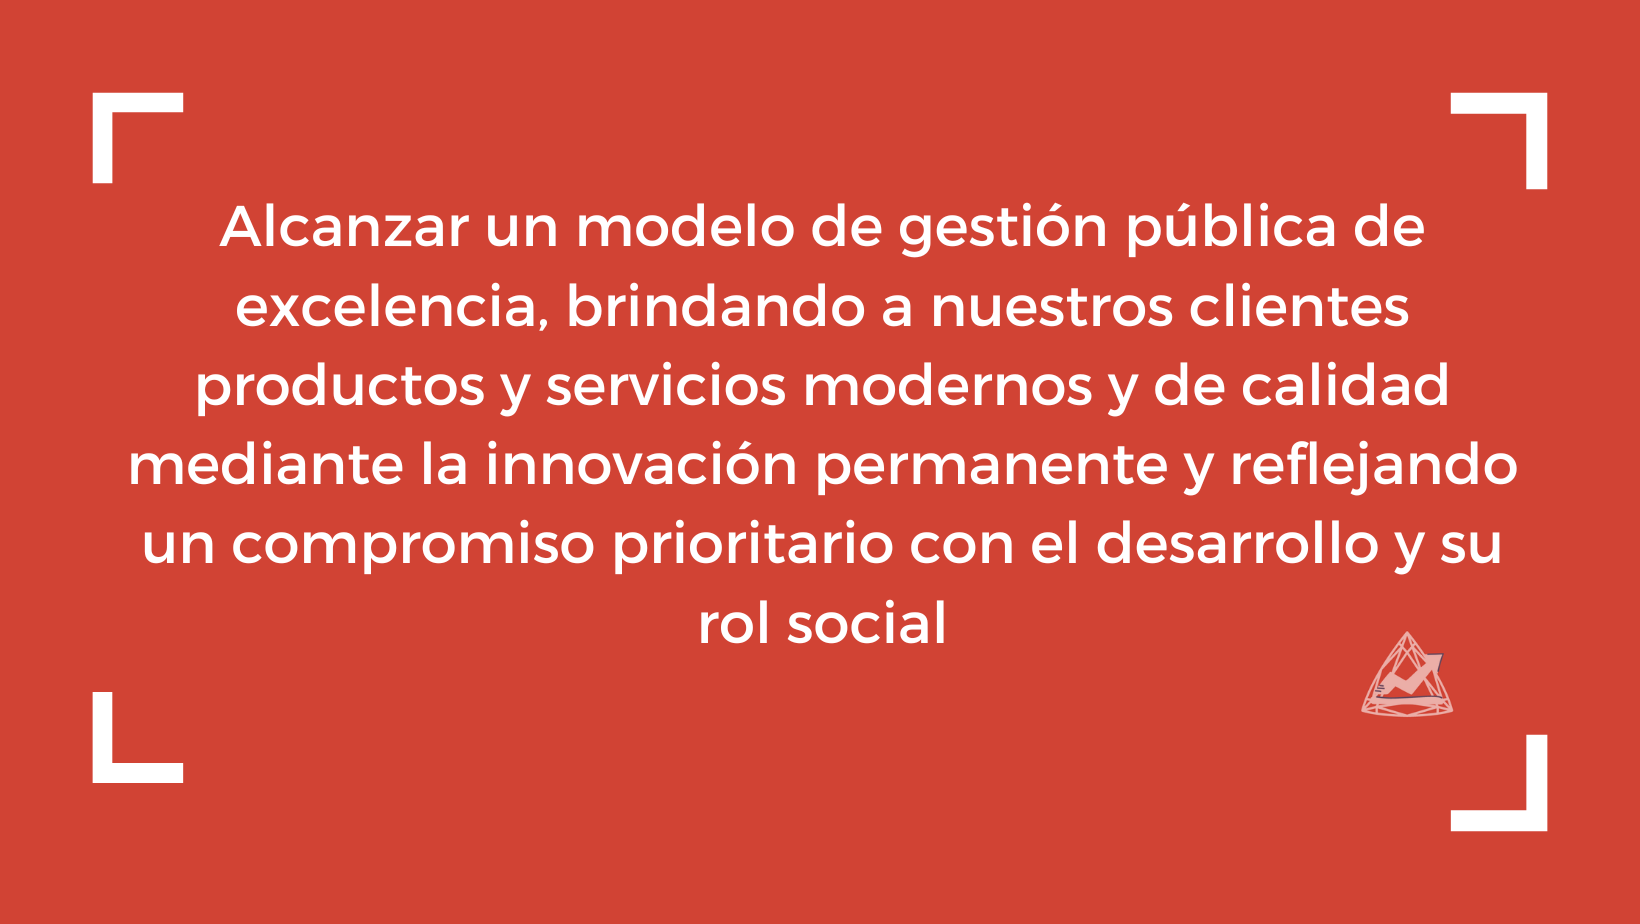 Alcanzar un modelo de gestión pública de
excelencia, brindando a nuestros clientes
productos y servicios modernos y de calidad
mediante la innovación permanente y reflejando
un compromiso prioritario con el desarrollo y su
rol social